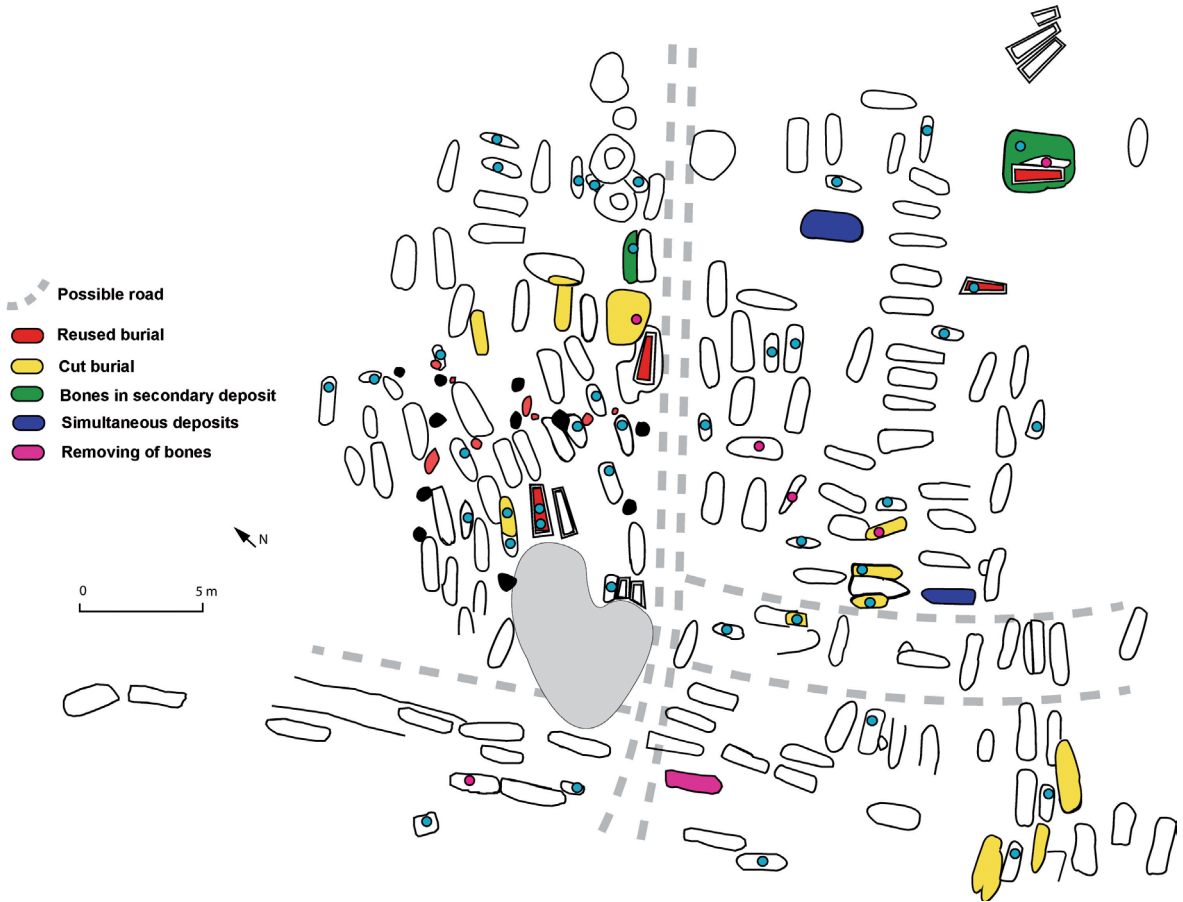 Possible road
Reused burial
Cut burial
Bones in secondary deposit
Simultaneous deposits
Removing of bones
N
0 5 m